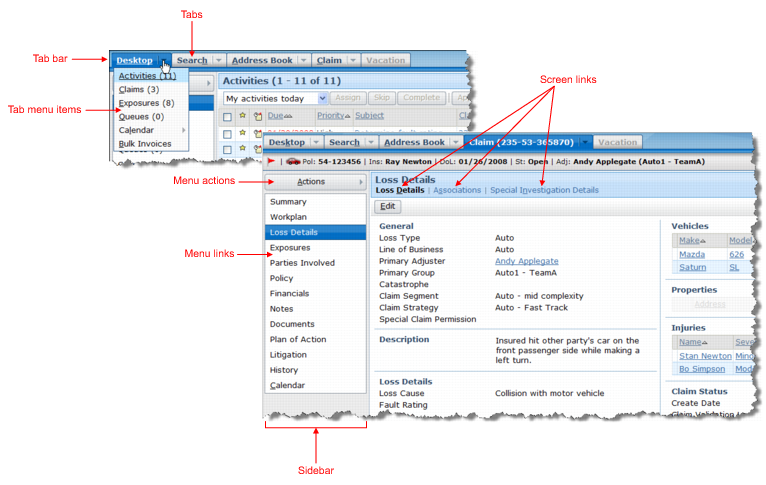 Tabs
Tab bar
Desktop Search Address Book Claim Vacation
Screen links
Activities (11)
Activities (1 - 11 of 11)
Claims (3)
Tab menu items
Exposures (8)
My activities today Assign Skip Complete
Queues (0)
Due Priority Subject
Calendar
Bulk Invoices
Desktop Search Address Book Claim (235-53-365870) Vacation
Pol: 54-123456 | Ins: Ray Newton | DoL: 01/26/2008 | St: Open | Adj: Andy Applegate (Auto1 - TeamA)
Menu actions
Actions
Loss Details
Loss Details | Associations | Special Investigation Details
Edit
Summary
Workplan
Loss Details
Exposures
Parties Involved
Policy
Financials
Notes
Documents
Plan of Action
Litigation
History
Calendar
Menu links
General
Loss Type Auto
Line of Business Auto
Primary Adjuster Andy Applegate
Primary Group Auto1 - TeamA
Catastrophe
Claim Segment Auto - mid complexity
Claim Strategy Auto - Fast Track
Special Claim Permission
Description Insured hit other party's car on the
front passenger side while making a
left turn.
Loss Details
Loss Cause Collision with motor vehicle
Fault Rating
Vehicles
Make Model
Mazda 626
Saturn SL
Properties
Address
Injuries
Name
Stan Newton
Bo Simpson
Claim Status
Create Date
Sidebar